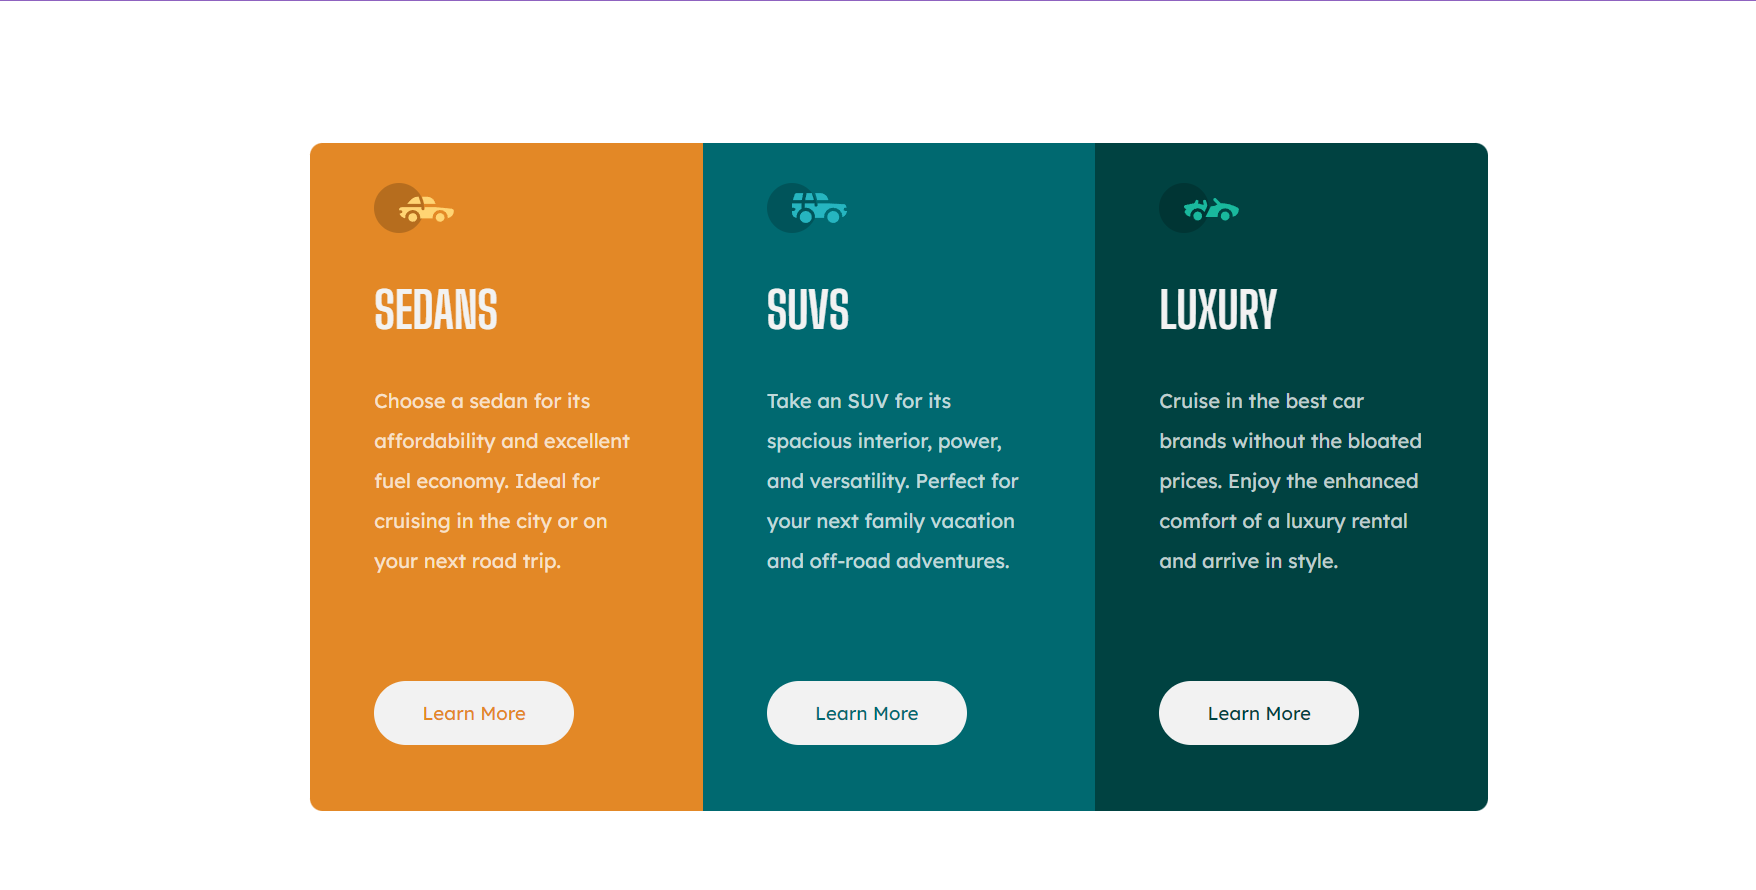 SEDANS
Choose a sedan for its
affordability and excellent
fuel economy. Ideal for
cruising in the city or on
your next road trip.
Learn More
SUVS
Take an SUV for its
spacious interior, power,
and versatility. Perfect for
your next family vacation
and off-road adventures.
Learn More
LUXURY
Cruise in the best car
brands without the bloated
prices. Enjoy the enhanced
comfort of a luxury rental
and arrive in style.
Learn More